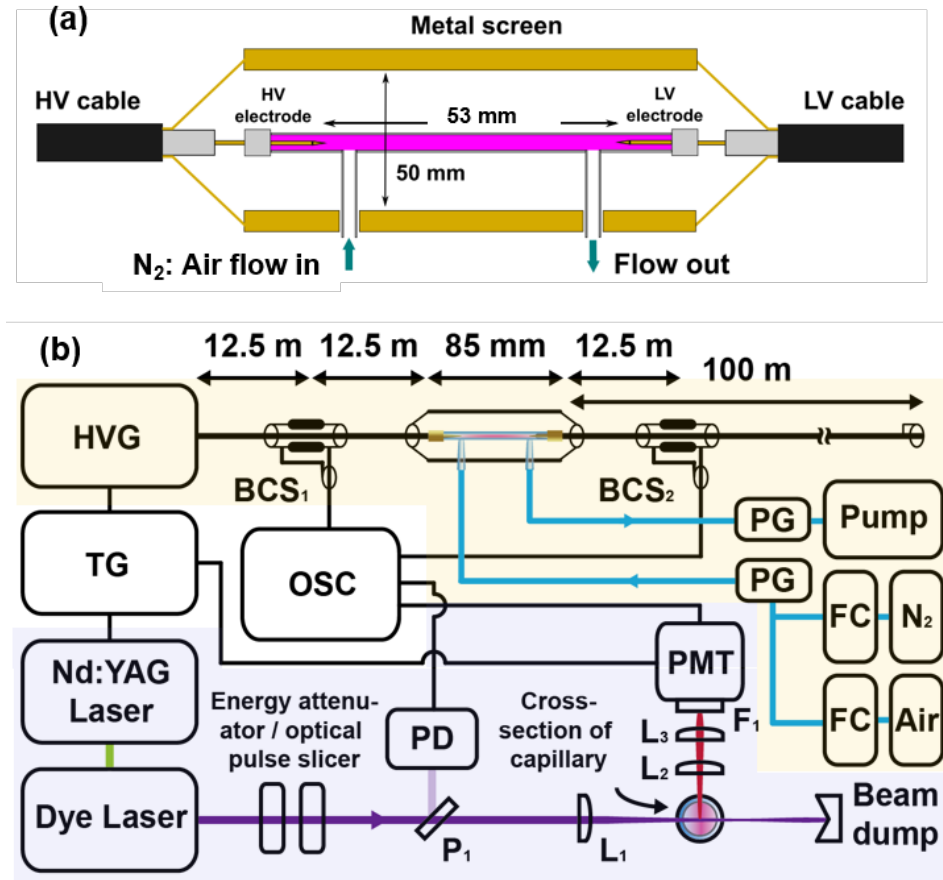 (a)
Metal screen
HV cable
HV
electrode
53 mm
LV
electrode
LV cable
50 mm
N₂: Air flow in
Flow out
(b)
12.5 m
12.5 m
85 mm
12.5 m
100 m
HVG
BCS₁
BCS₂
PG
Pump
TG
OSC
PG
FC
N₂
Nd:YAG
Laser
Energy attenu-
ator / optical
pulse slicer
PD
Cross-
section of
capillary
PMT
F₁
L₃
L₂
FC
Air
Dye Laser
P₁
L₁
Beam
dump